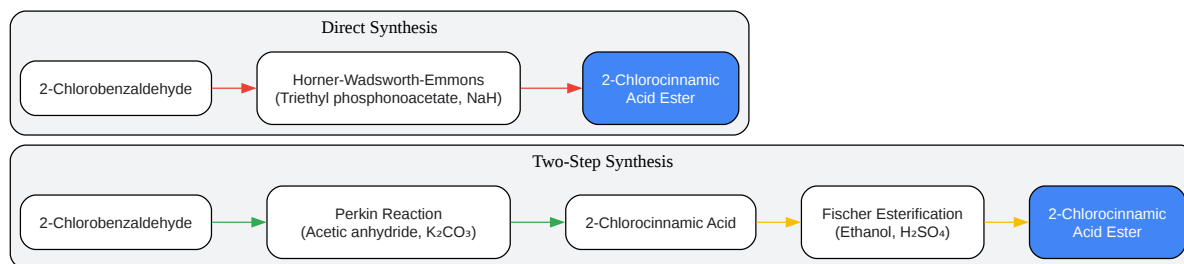 Direct Synthesis
2-Chlorobenzaldehyde
Horner-Wadsworth-Emmons
(Triethyl phosphonoacetate, NaH)
2-Chlorocinnamic
Acid Ester
Two-Step Synthesis
2-Chlorobenzaldehyde
Perkin Reaction
(Acetic anhydride, K₂CO₃)
2-Chlorocinnamic Acid
Fischer Esterification
(Ethanol, H₂SO₄)
2-Chlorocinnamic
Acid Ester